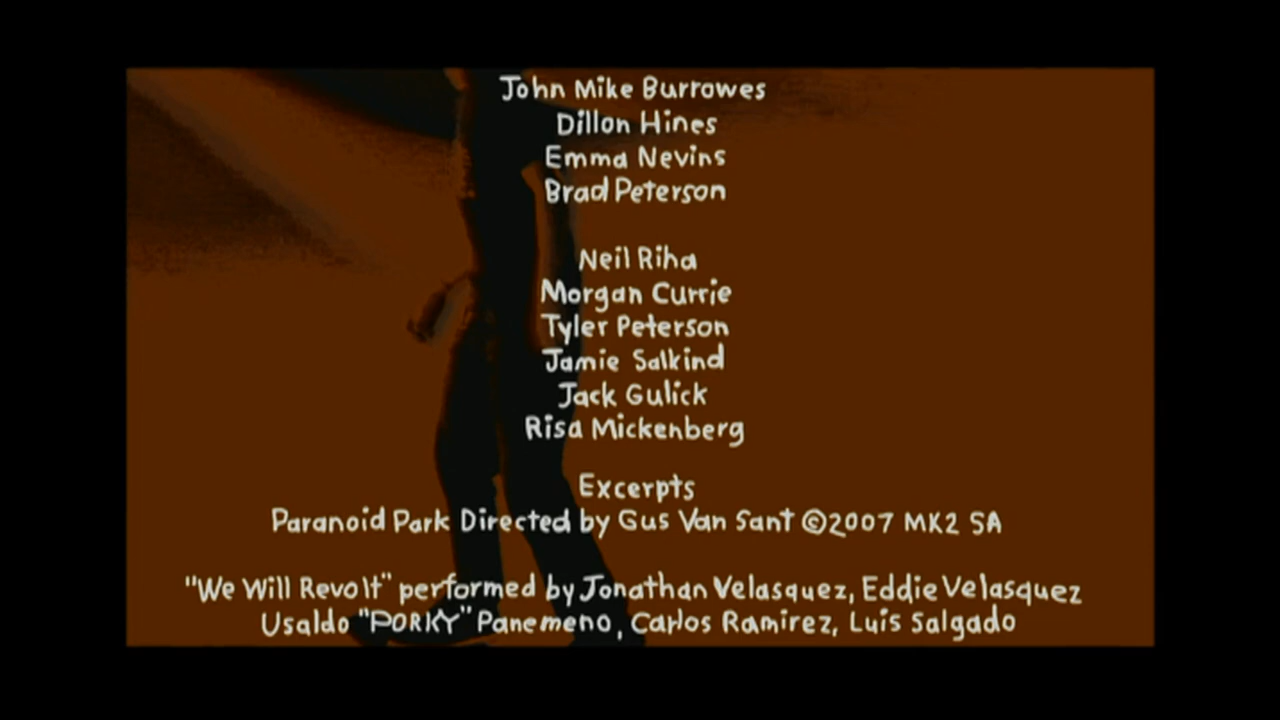 John Mike Burrowes
Dillon Hines
Emma Nevins
Brad Peterson
Neil Riha
Morgan Currie
Tyler Peterson
Jamie Salkind
Jack Gulick
Risa Mickenberg
Excerpts
Paranoid Park Directed by Gus Van Sant ©2007 MK2 SA
"We Will Revolt" performed by Jonathan Velasquez, Eddie Velasquez
Usaldo "PORKY" Panemeno, Carlos Ramirez, Luis Salgado